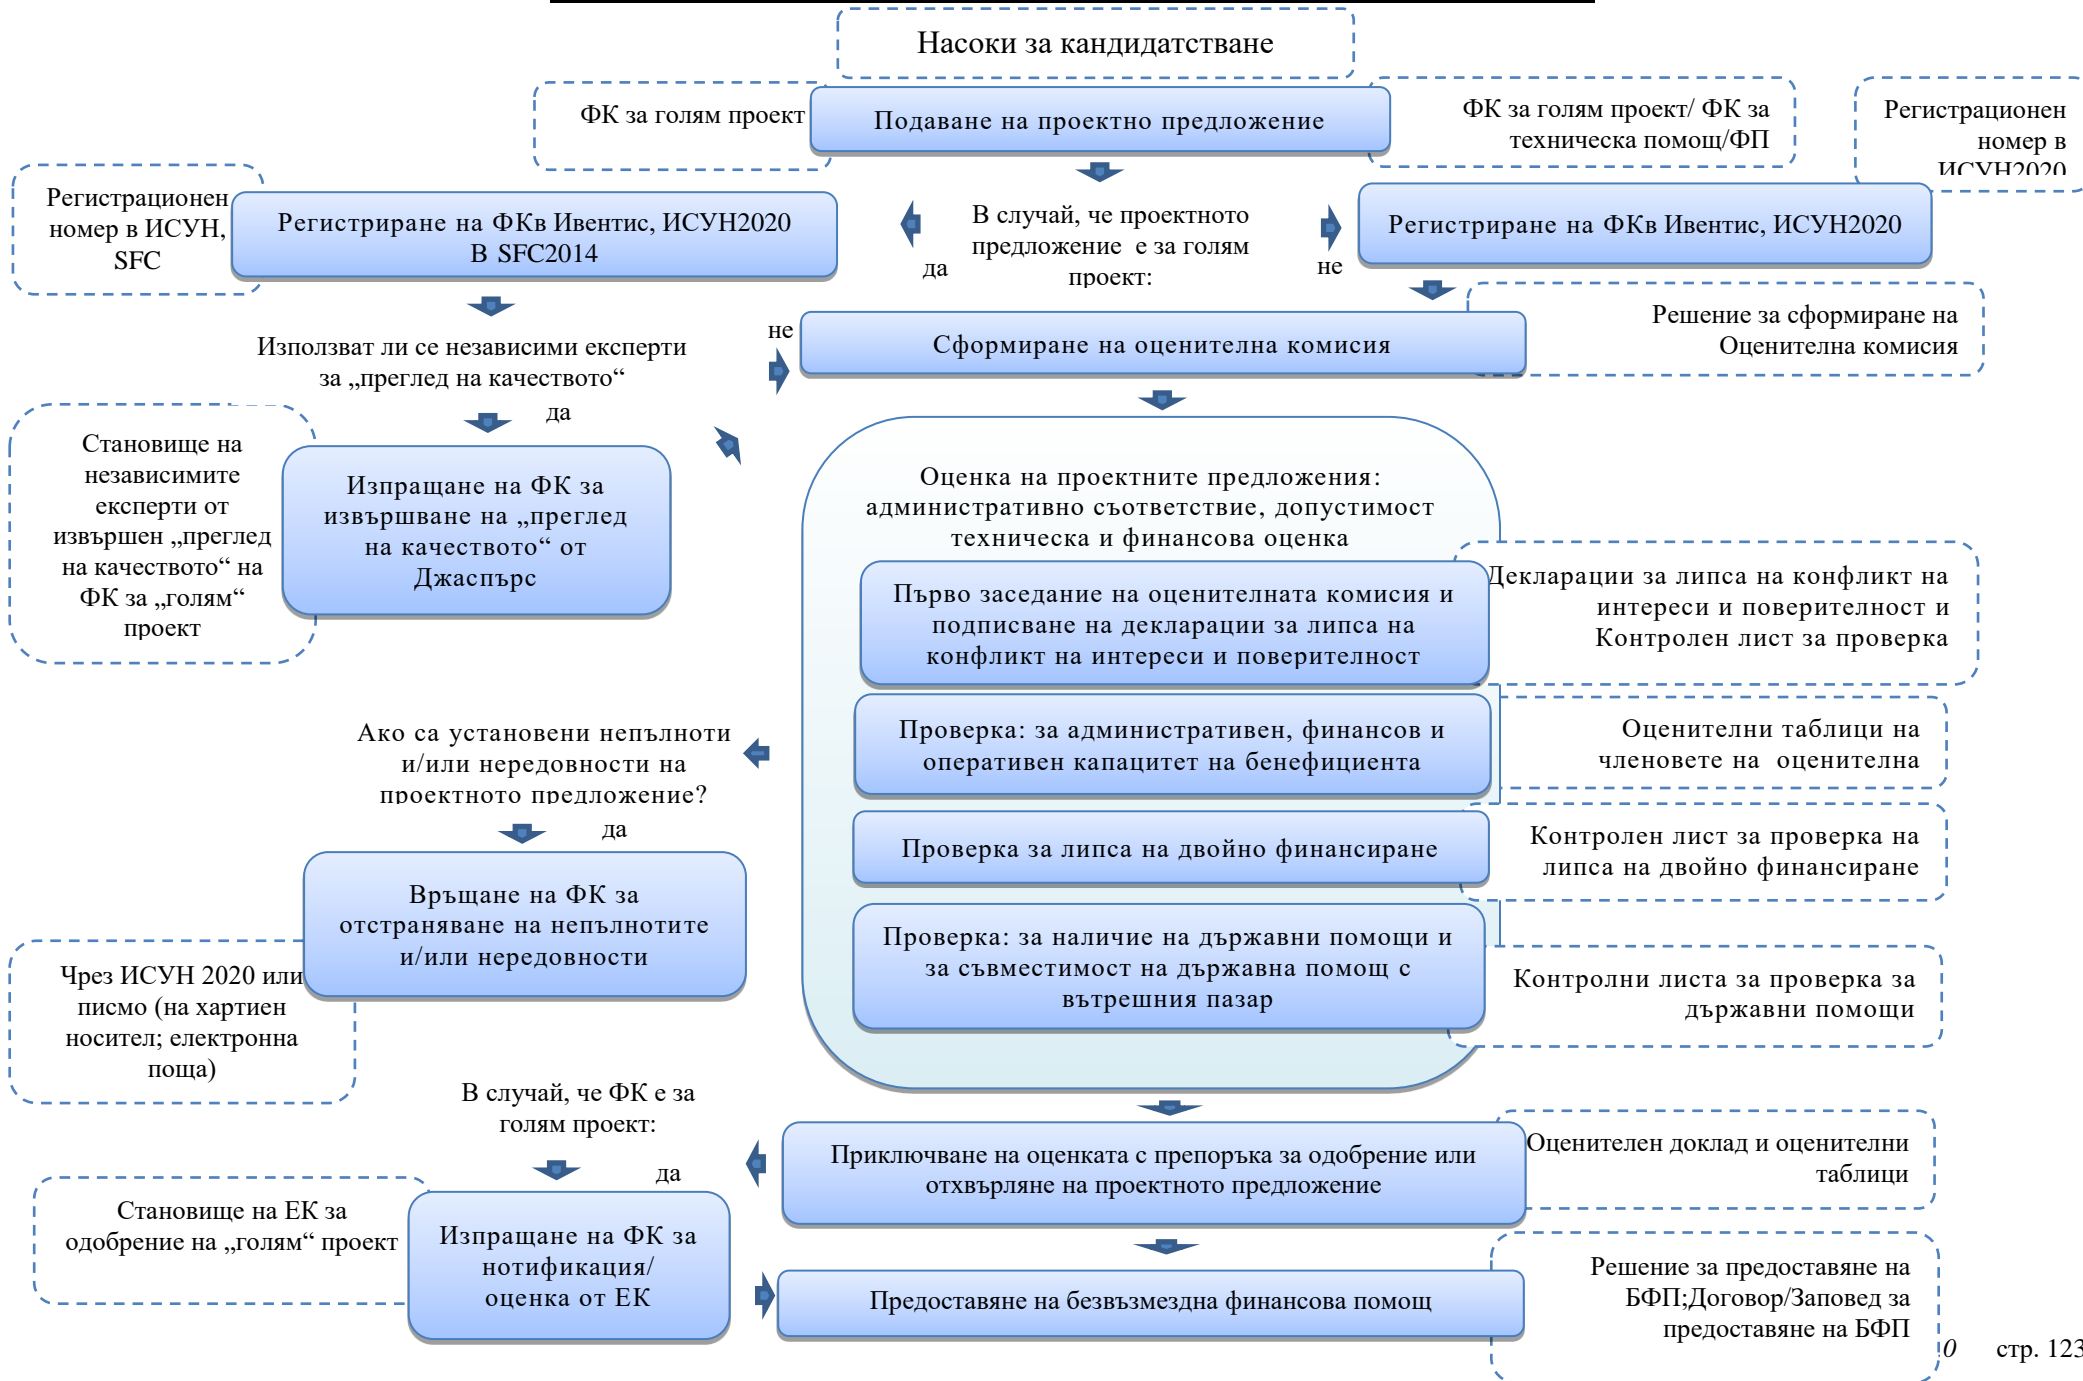 Насоки за кандидатстване
ФК за голям проект
Подаване на проектно предложение
ФК за голям проект/ ФК за
техническа помощ/ФП
Регистрационен
номер в
ИСУН2020
Регистрационен
номер в ИСУН,
SFC
Регистриране на ФКв Ивентис, ИСУН2020
В SFC2014
да
В случай, че проектното
предложение е за голям
проект:
не
Регистриране на ФКв Ивентис, ИСУН2020
Използват ли се независими експерти
за „преглед на качеството“
не
да
Сформиране на оценителна комисия
Решение за сформиране на
Оценителна комисия
Становище на
независимите
експерти от
извършен „преглед
на качеството“ на
ФК за „голям“
проект
Изпращане на ФК за
извършване на „преглед
на качеството“ от
Джаспърс
Оценка на проектните предложения:
административно съответствие, допустимост
техническа и финансова оценка
Първо заседание на оценителната комисия и
подписване на декларации за липса на
конфликт на интереси и поверителност
Декларации за липса на конфликт на
интереси и поверителност и
Контролен лист за проверка
Проверка: за административен, финансов и
оперативен капацитет на бенефициента
Оценителни таблици на
членовете на оценителна
Проверка за липса на двойно финансиране
Контролен лист за проверка на
липса на двойно финансиране
Проверка: за наличие на държавни помощи и
за съвместимост на държавна помощ с
вътрешния пазар
Контролни листа за проверка за
държавни помощи
Ако са установени непълноти
и/или нередовности на
проектното предложение?
да
Връщане на ФК за
отстраняване на непълнотите
и/или нередовности
Чрез ИСУН 2020 или
писмо (на хартиен
носител; електронна
поща)
В случай, че ФК е за
голям проект:
да
Приключване на оценката с препоръка за одобрение или
отхвърляне на проектното предложение
Оценителен доклад и оценителни
таблици
Становище на ЕК за
одобрение на „голям“ проект
Изпращане на ФК за
нотификация/
оценка от ЕК
Предоставяне на безвъзмездна финансова помощ
Решение за предоставяне на
БФП;Договор/Заповед за
предоставяне на БФП
0 стр. 123